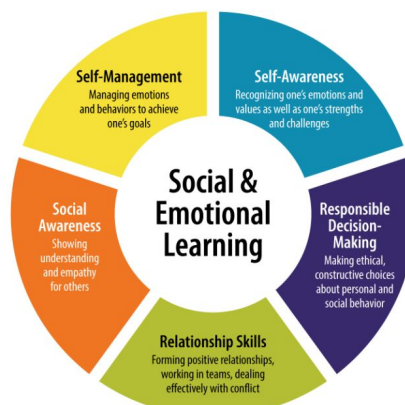 Self-Management
Managing emotions
and behaviors to achieve
one's goals
Self-Awareness
Recognizing one's emotions and
values as well as one's strengths
and challenges
Social
Awareness
Showing
understanding
and empathy
for others
Social &
Emotional
Learning
Responsible
Decision-
Making
Making ethical,
constructive choices
about personal and
social behavior
Relationship Skills
Forming positive relationships,
working in teams, dealing
effectively with conflict